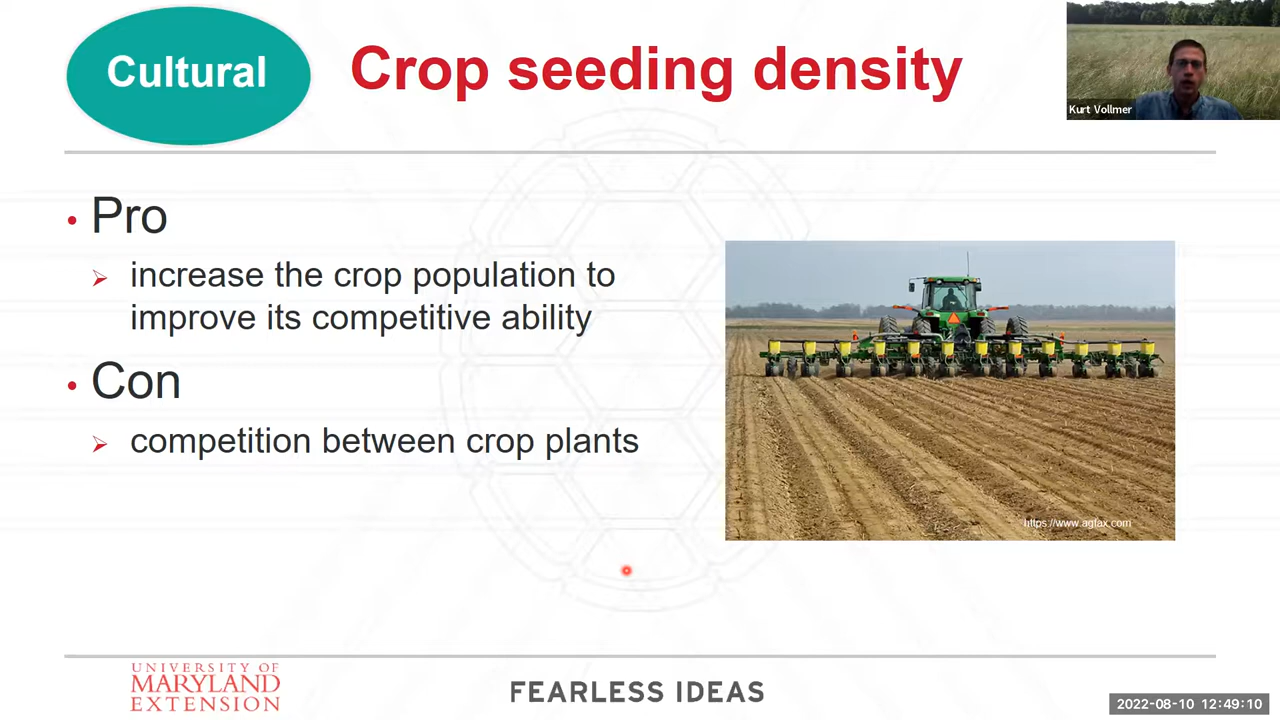 Cultural
Crop seeding density
Kurt Vollmer
• Pro
increase the crop population to
improve its competitive ability
• Con
competition between crop plants
https://www.agfax.com
UNIVERSITY OF
MARYLAND
EXTENSION
FEARLESS IDEAS
2022-08-10 12:49:10